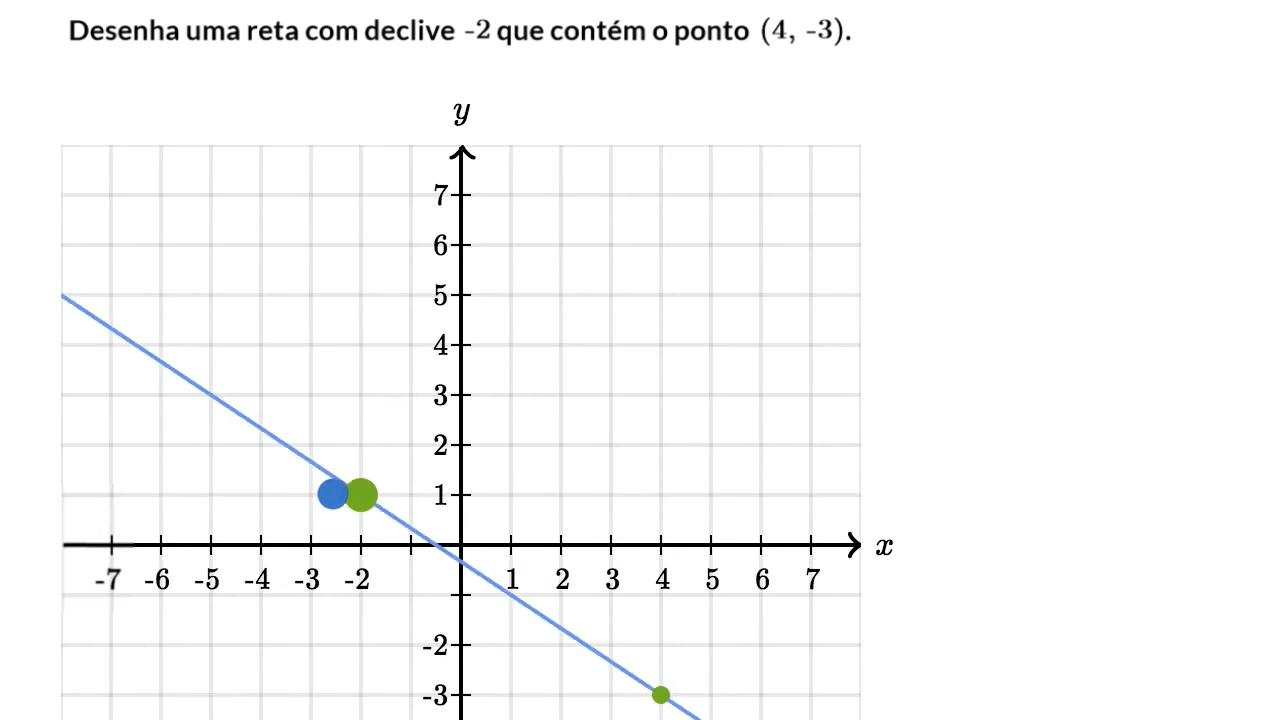 Desenha uma reta com declive -2 que contém o ponto (4, -3).
y
7
6
5
4
3
2
1
x
-7 -6 -5 -4 -3 -2 1 2 3 4 5 6 7
-2
-3